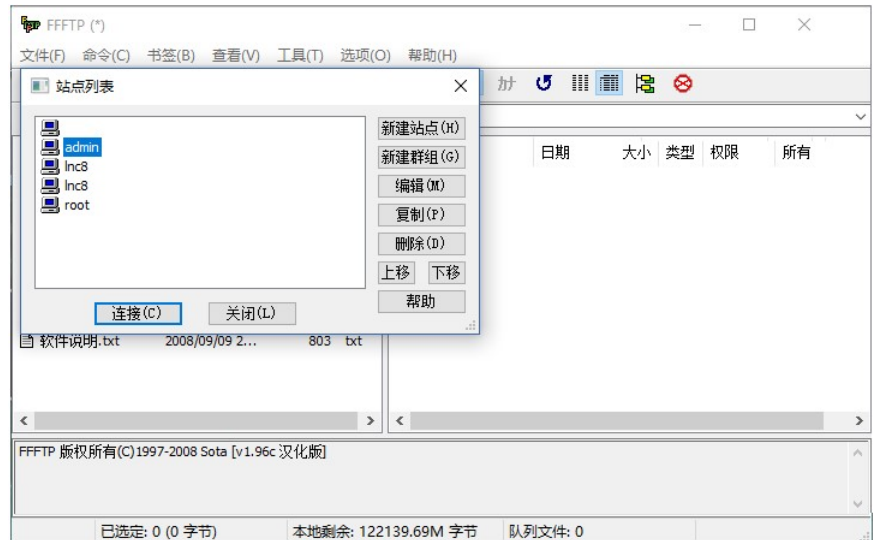 FFFTP (*)
文件(F) 命令(C) 书签(B) 查看(V) 工具(T) 选项(O) 帮助(H)
站点列表
admin
lnc8
lnc8
root
新建站点(H)
新建群组(G)
编辑(M)
复制(P)
删除(D)
上移 下移
帮助
连接(C) 关闭(L)
日期 大小 类型 权限 所有
软件说明.txt 2008/09/09 2... 803 txt
FFFTP 版权所有(C)1997-2008 Sota [v1.96c 汉化版]
已选定: 0 (0 字节) 本地剩余: 122139.69M 字节 队列文件: 0